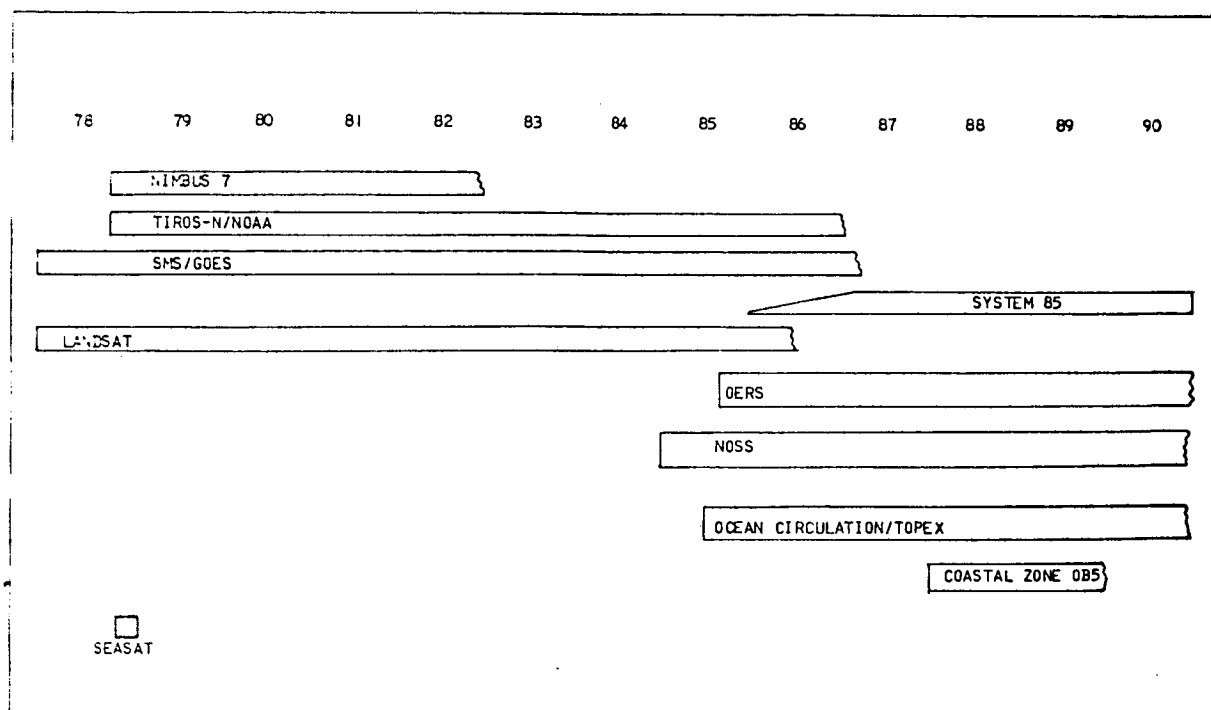 78 79 80 81 82 83 84 85 86 87 88 89 90
NIMBUS 7
TIROS-N/NOAA
SMS/GOES
SYSTEM 85
LANDSAT
OERS
NOSS
OCEAN CIRCULATION/TOPEX
COASTAL ZONE OB5
SEASAT